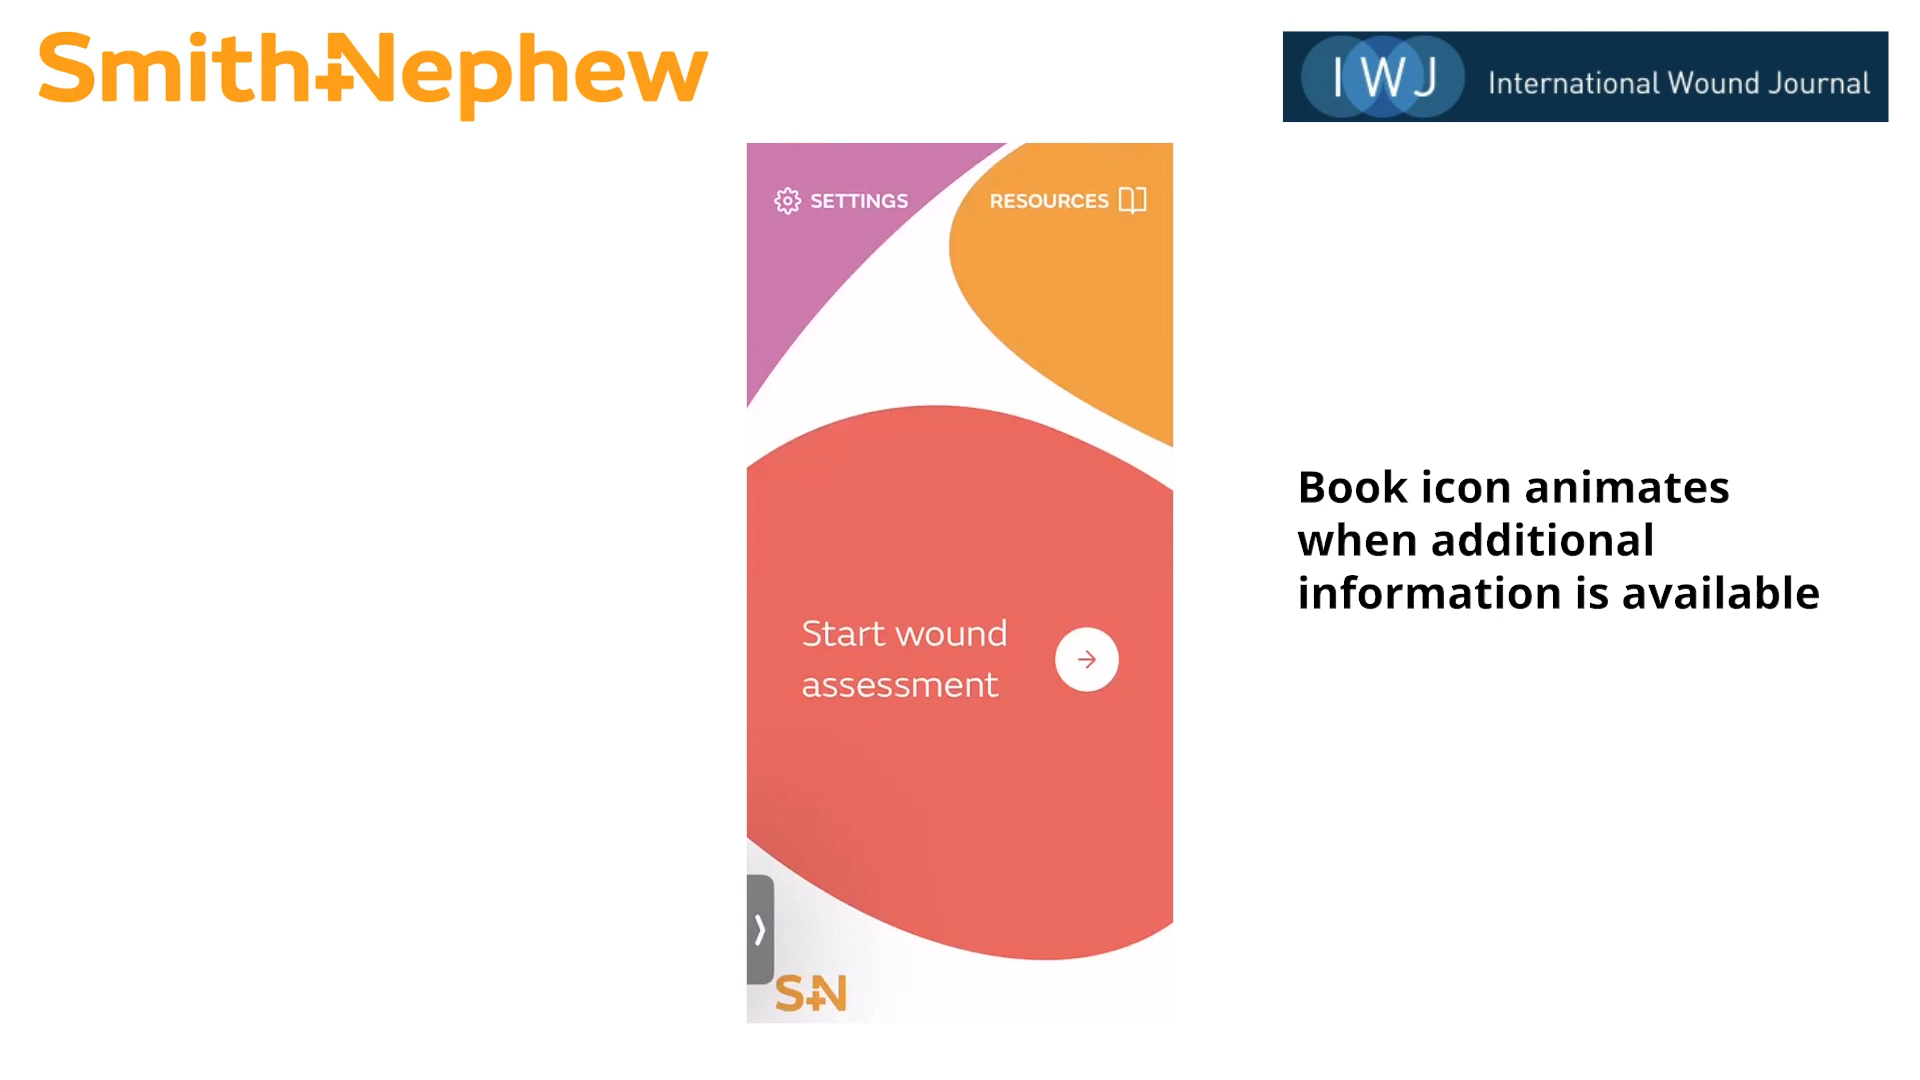 Smith+Nephew
IWJ International Wound Journal
SETTINGS
RESOURCES
Book icon animates
when additional
information is available
Start wound
assessment
S+N